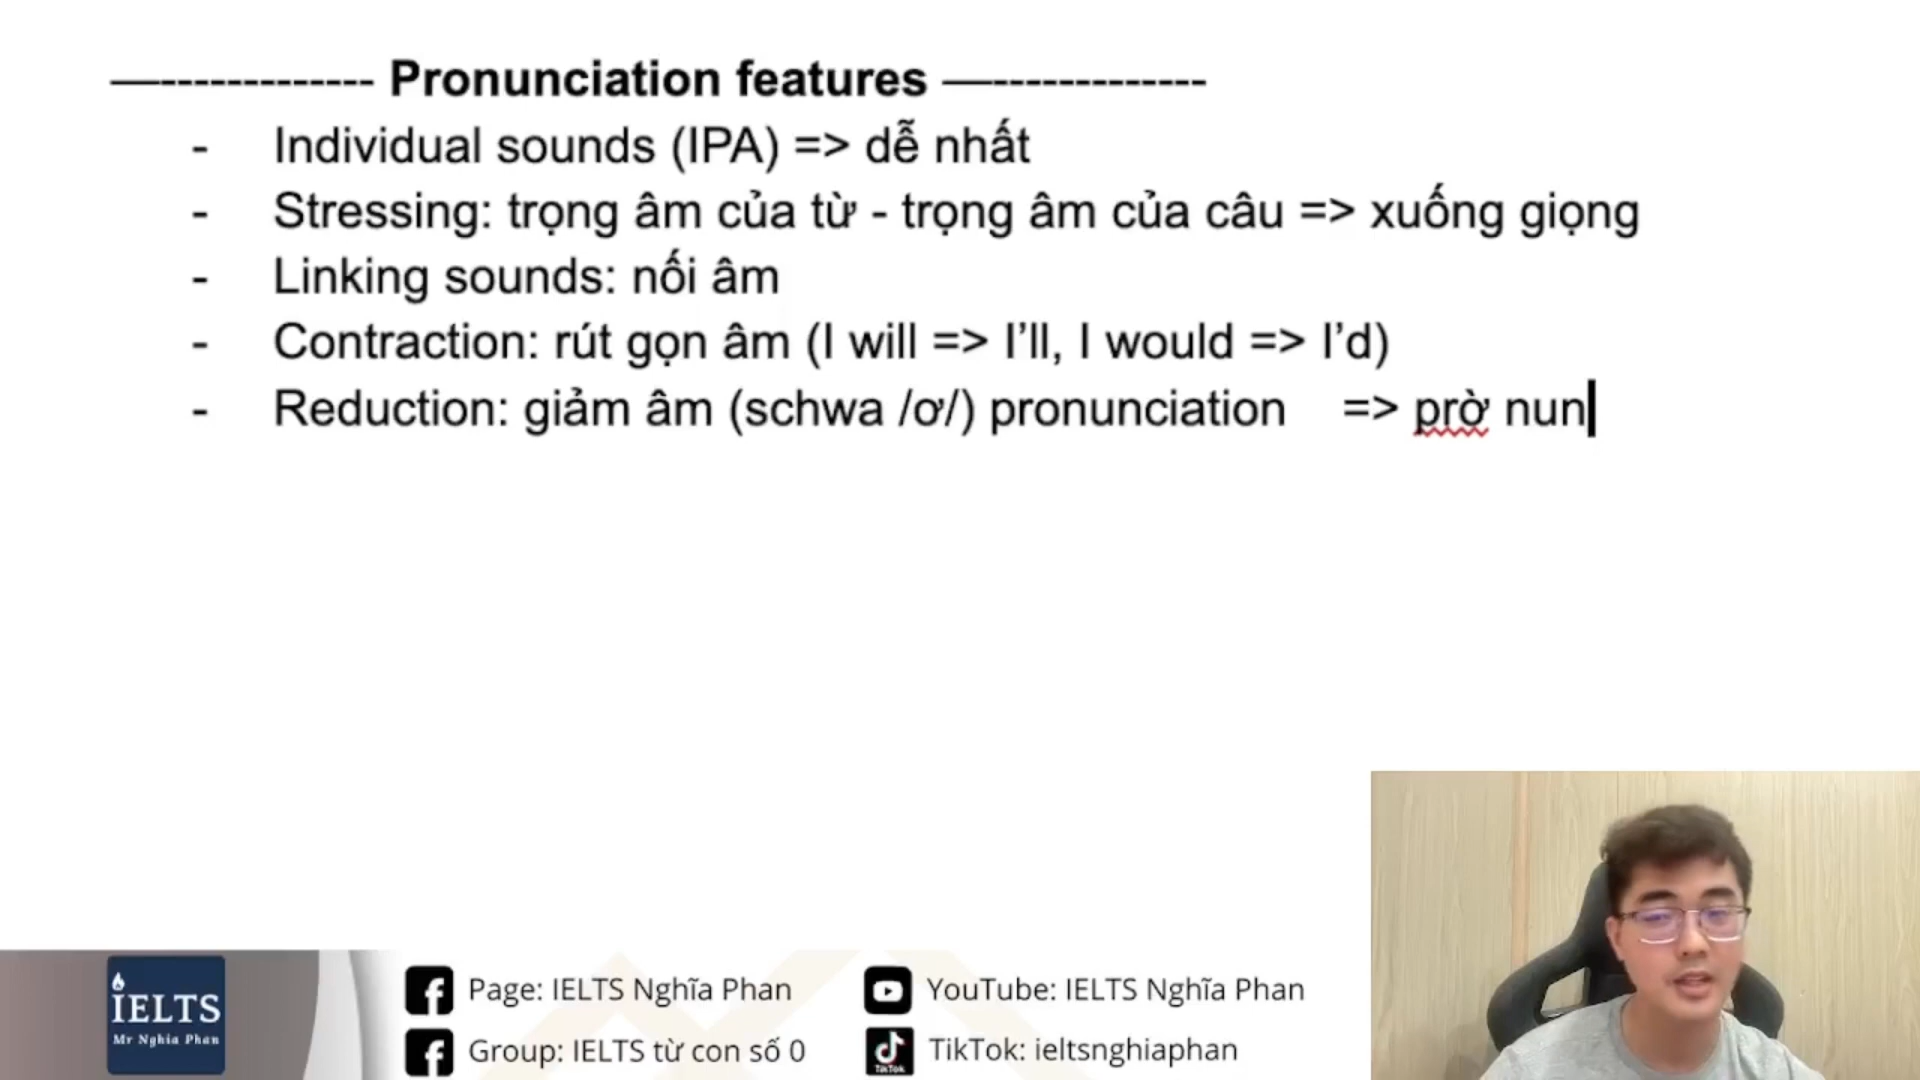 —------------- Pronunciation features —-------------
- Individual sounds (IPA) => dễ nhất
- Stressing: trọng âm của từ - trọng âm của câu => xuống giọng
- Linking sounds: nối âm
- Contraction: rút gọn âm (I will => I’ll, I would => I’d)
- Reduction: giảm âm (schwa /ơ/) pronunciation => prờ nun
IELTS
Mr Nghia Phan
Page: IELTS Nghĩa Phan
Group: IELTS từ con số 0
YouTube: IELTS Nghĩa Phan
TikTok
TikTok: ieltsnghiaphan